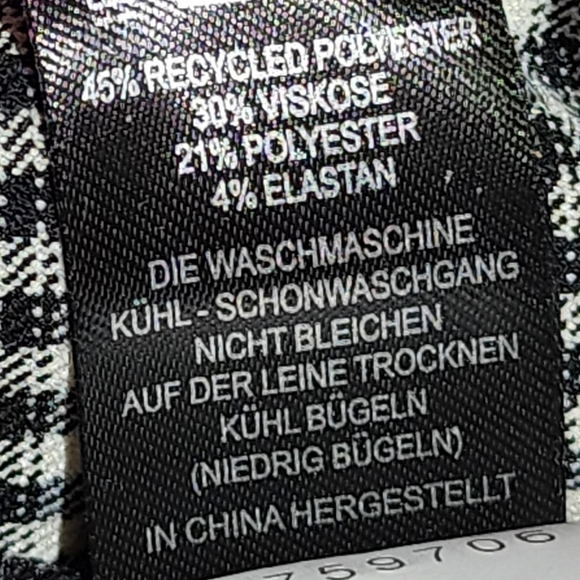 45% RECYCLED POLYESTER
30% VISKOSE
21% POLYESTER
4% ELASTAN
DIE WASCHMASCHINE
KÜHL - SCHONWASCHGANG
NICHT BLEICHEN
AUF DER LEINE TROCKNEN
KÜHL BÜGELN
(NIEDRIG BÜGELN)
IN CHINA HERGESTELLT
759706